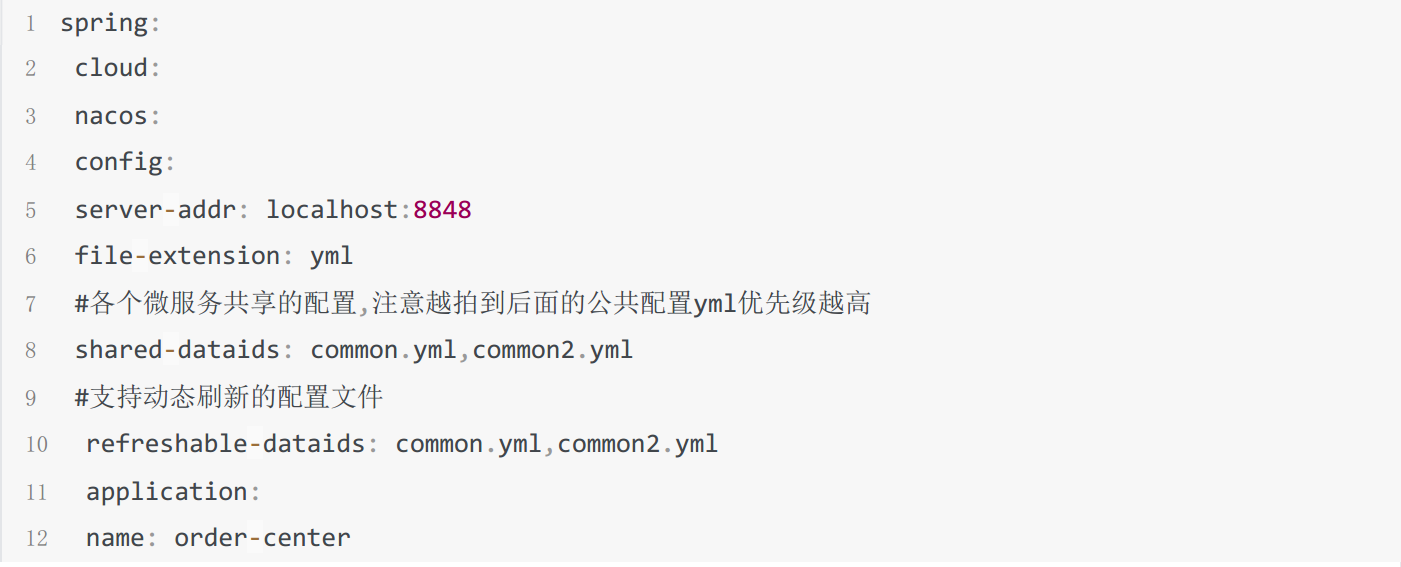 1 spring:
2 cloud:
3 nacos:
4 config:
5 server-addr: localhost:8848
6 file-extension: yml
7 #各个微服务共享的配置,注意越拍到后面的公共配置yml优先级越高
8 shared-dataids: common.yml,common2.yml
9 #支持动态刷新的配置文件
10 refreshable-dataids: common.yml,common2.yml
11 application:
12 name: order-center